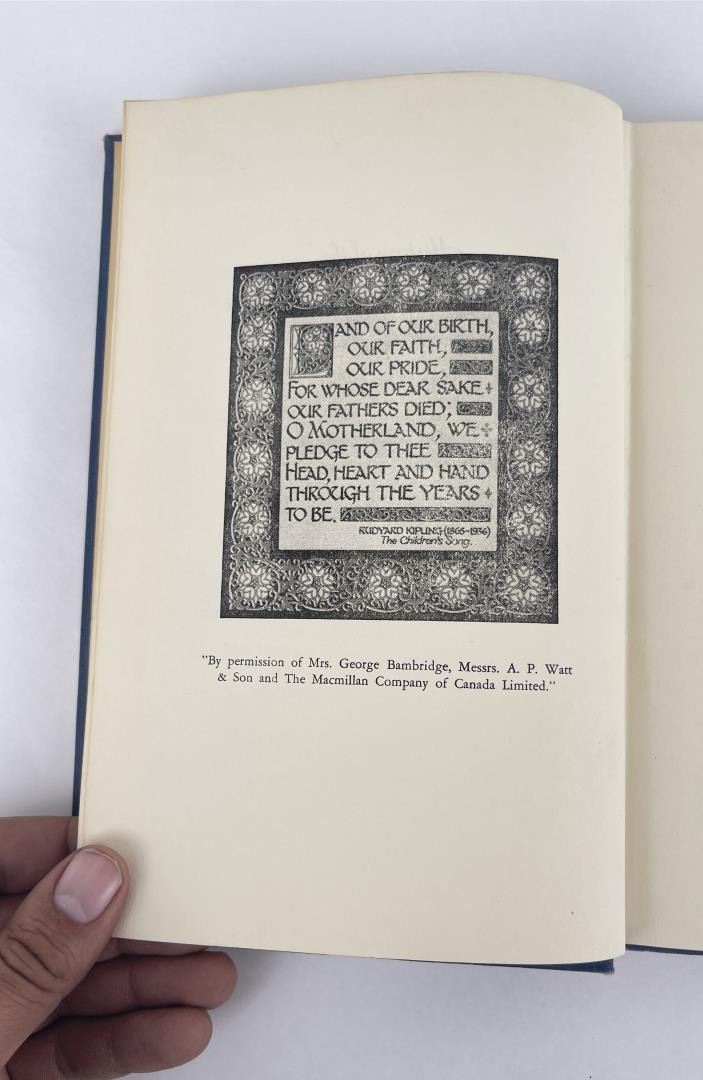 LAND OF OUR BIRTH,
OUR FAITH,
OUR PRIDE,
FOR WHOSE DEAR SAKE
OUR FATHERS DIED;
O MOTHERLAND, WE
PLEDGE TO THEE
HEAD, HEART AND HAND
THROUGH THE YEARS
TO BE.
RUDYARD KIPLING (1865-1936)
The Children's Song.
"By permission of Mrs. George Bambridge, Messrs. A. P. Watt
& Son and The Macmillan Company of Canada Limited."